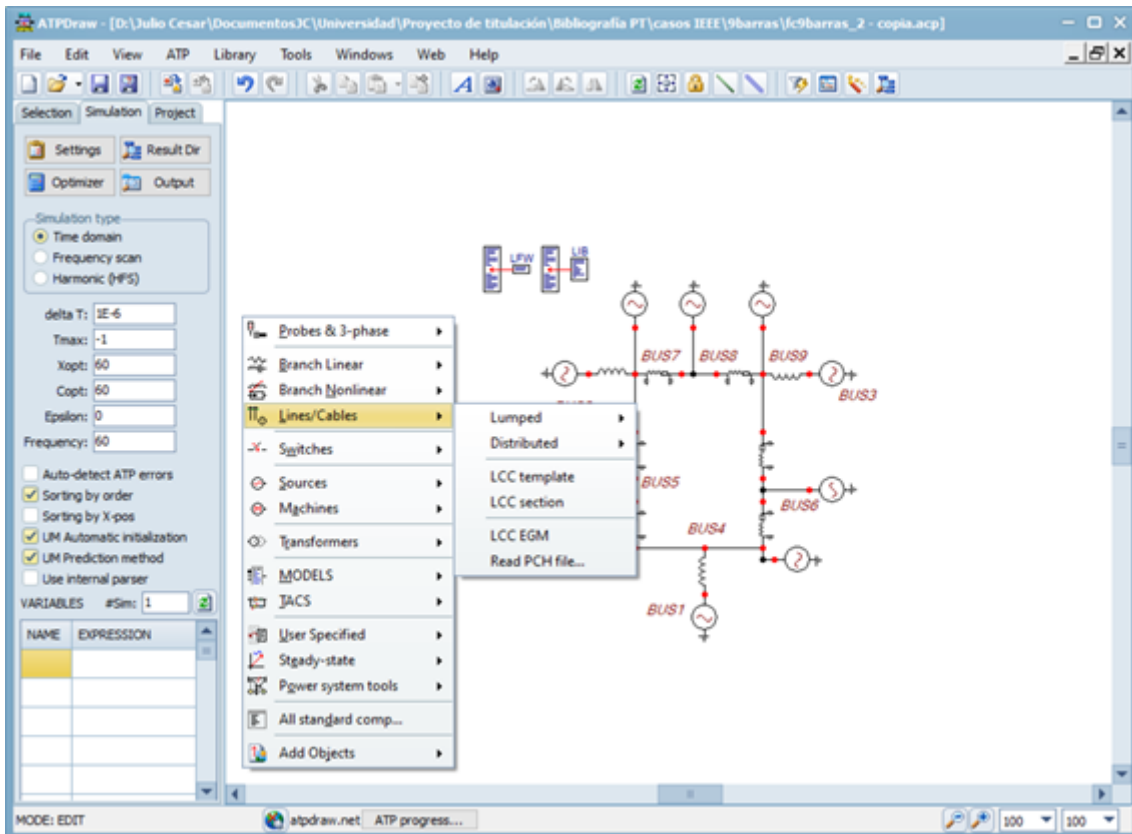 ATPDraw - [D:\Julio Cesar\DocumentosJC\Universidad\Proyecto de titulación\Bibliografía PT\casos IEEE\9barras\fc9barras_2 - copia.acp]
File Edit View ATP Library Tools Windows Web Help
Selection Simulation Project
Settings Result Dir
Optimizer Output
Simulation type
Time domain
Frequency scan
Harmonic (HFS)
delta T: 1E-6
Tmax: -1
Xopt: 60
Copt: 60
Epsilon: 0
Frequency: 60
Auto-detect ATP errors
Sorting by order
Sorting by X-pos
UM Automatic initialization
UM Prediction method
Use internal parser
VARIABLES #Sim: 1
NAME EXPRESSION
Probes & 3-phase
Branch Linear
Branch Nonlinear
Lines/Cables
Switches
Sources
Machines
Transformers
MODELS
TACS
User Specified
Steady-state
Power system tools
All standard comp...
Add Objects
Lumped
Distributed
LCC template
LCC section
LCC EGM
Read PCH file...
LFW LIB
BUS7 BUS8 BUS9
BUS3
BUS5
BUS6
BUS4
BUS1
MODE: EDIT atpdraw.net ATP progress... 100 100